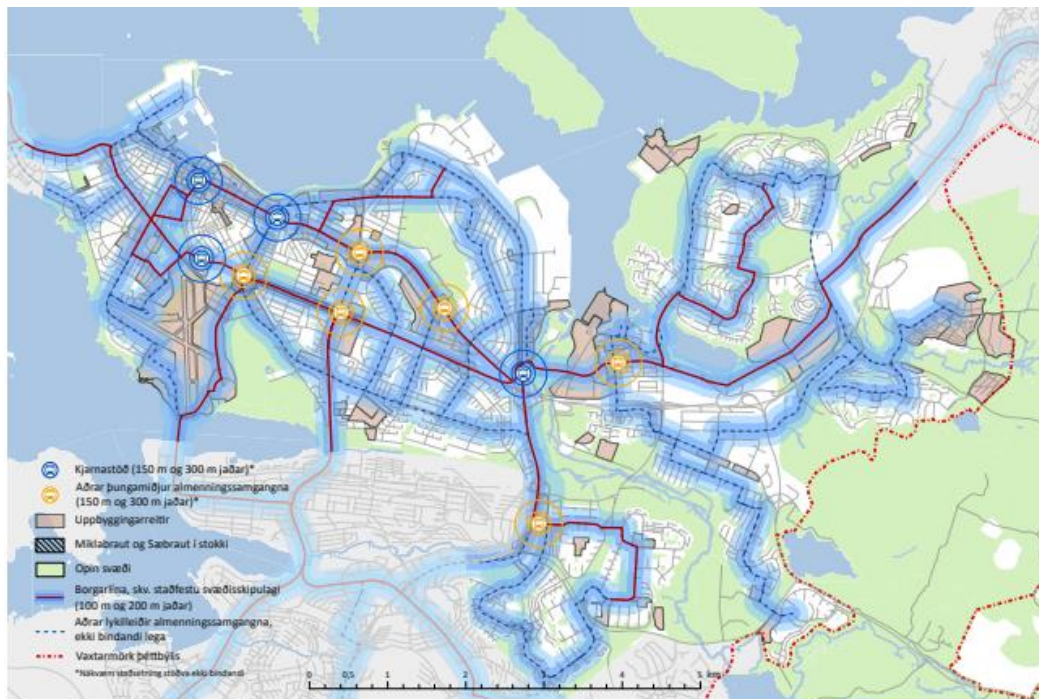 Kjarnastöð (150 m og 300 m jaðar)*
Aðrar þungamiðjur almenningssamgangna
(150 m og 300 m jaðar)*
Uppbyggingarreitir
Miklabraut og Sæbraut í stokki
Opin svæði
Borgarlína, skv. staðfestu svæðisskipulagi
(100 m og 200 m jaðar)
Aðrar lykilleiðir almenningssamgangna,
ekki bindandi lega
Vaxtarmörk þéttbýlis
*Nákvæm staðsetning stöðva ekki bindandi
0 0,5 1 2 3 4 5 km